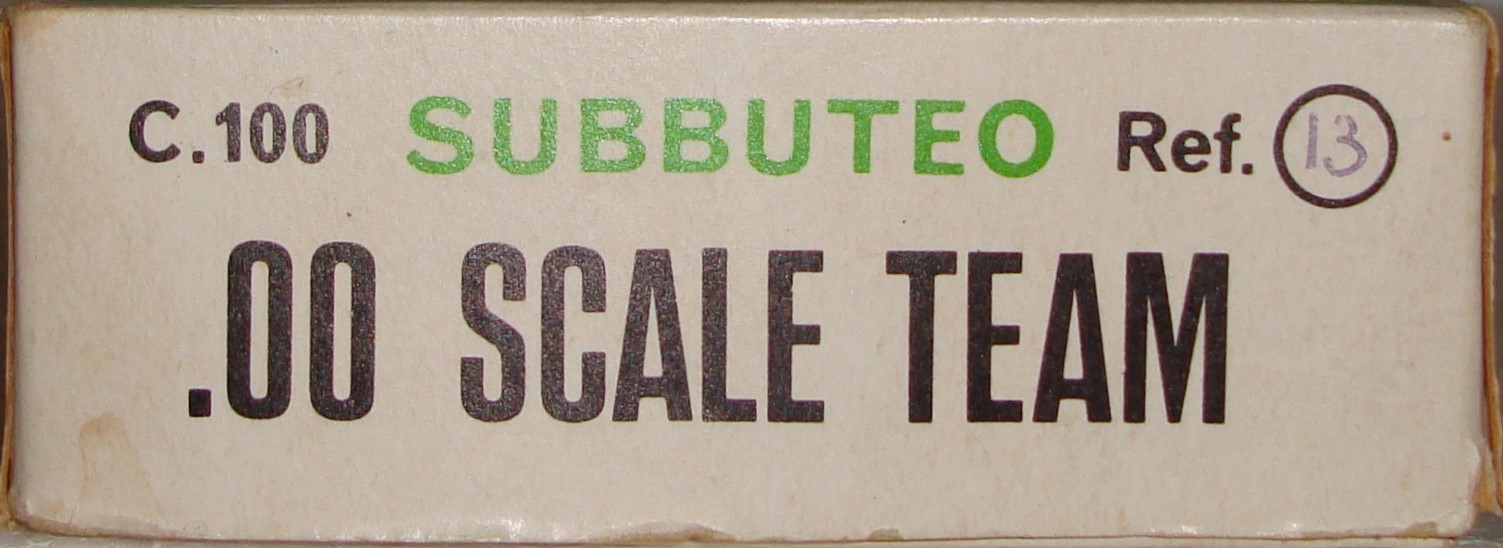 C.100 SUBBUTEO Ref. 13
.00 SCALE TEAM